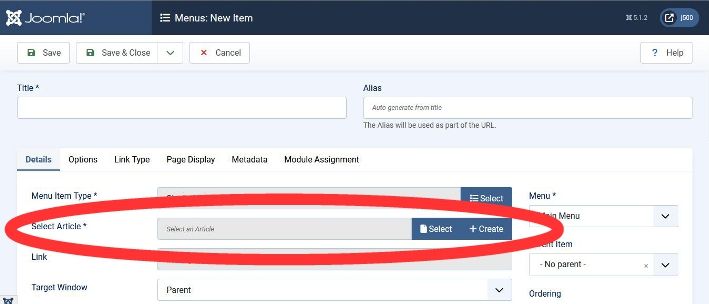 Joomla!®
Menus: New Item
5.1.2
j500
Save
Save & Close
Cancel
? Help
Title *
Alias
Auto-generate from title
The Alias will be used as part of the URL.
Details
Options
Link Type
Page Display
Metadata
Module Assignment
Menu Item Type *
Select
Menu *
Main Menu
Select Article *
Select an Article
Select
+ Create
Item
Link
- No parent -
Target Window
Parent
Ordering